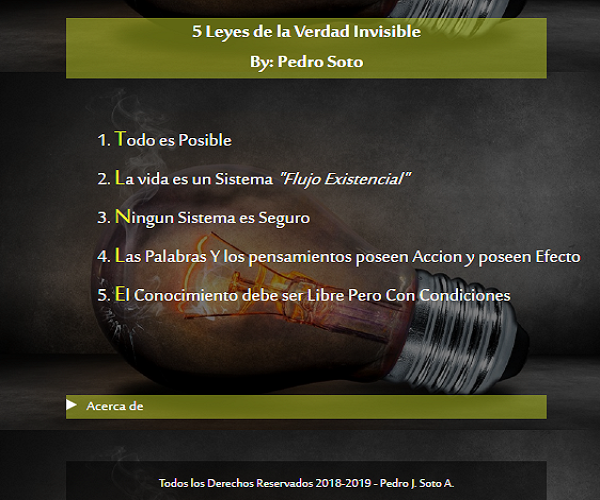 5 Leyes de la Verdad Invisible
By: Pedro Soto
1. Todo es Posible
2. La vida es un Sistema "Flujo Existencial"
3. Ningun Sistema es Seguro
4. Las Palabras Y los pensamientos poseen Accion y poseen Efecto
5. El Conocimiento debe ser Libre Pero Con Condiciones
Acerca de
Todos los Derechos Reservados 2018-2019 - Pedro J. Soto A.